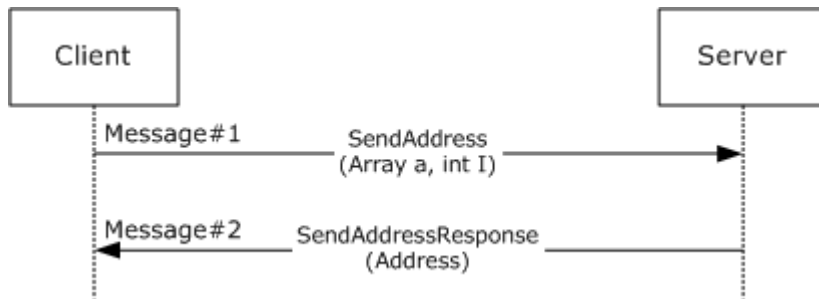 Client
Server
Message#1
SendAddress
(Array a, int I)
Message#2
SendAddressResponse
(Address)